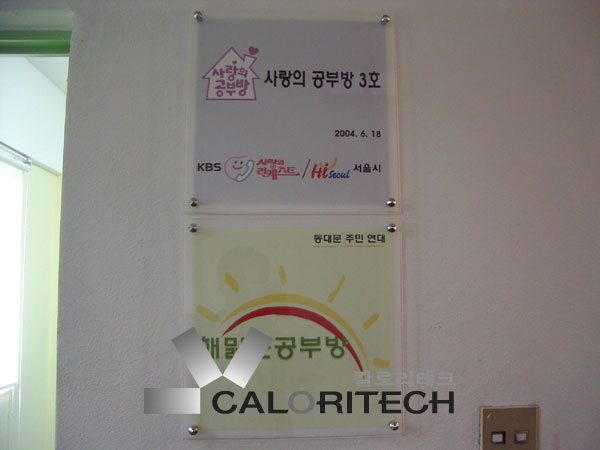 사랑의
공부방
사랑의 공부방 3호
2004. 6. 18
KBS 사랑의 리퀘스트 / Hi Seoul 서울시
동대문 주민 연대
공부방
칼로리테크
CALORITECH